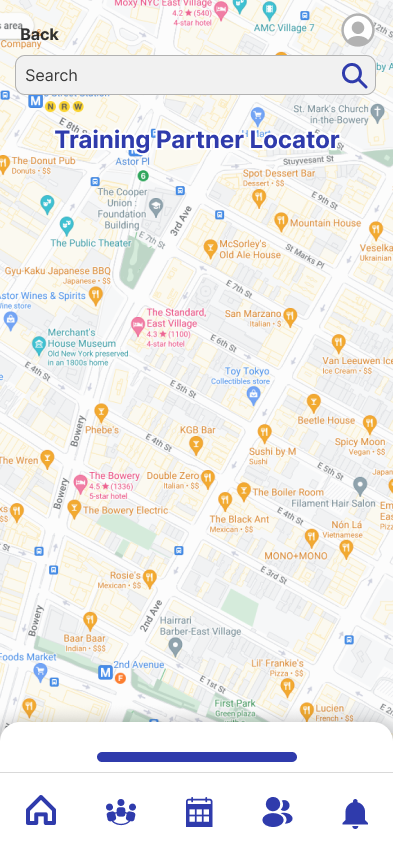 Moxy NYC East Village
4.2 ★ (540)
4-star hotel
AMC Village 7
Back
Company
Search
N R W
M
St. Mark's Church
in-the-Bowery
E 8th
Training Partner Locator
The Donut Pub
Donuts • $$
Astor Pl
Stuyvesant St
6
Spot Dessert Bar
Dessert • $$
The Cooper
Union :
Foundation
Building
3rd Ave
E 9th St
Mountain House
The Public Theater
E 7th St
McSorley's
Old Ale House
St Marks Pl
Veselka
Ukrainian
Gyu-Kaku Japanese BBQ
Japanese • $$
Astor Wines & Spirits
Wine store
E 7th St
The Standard,
East Village
4.3 ★ (1100)
4-star hotel
San Marzano
Italian • $
Merchant's
House Museum
Old New York preserved
in an 1800s home
E 6th St
Van Leeuwen Ice
Ice Cream • $$
E 4th St
Toy Tokyo
Collectibles store
E 5th St
Phebe's
Bowery
KGB Bar
Beetle House
E 4th St
Spicy Moon
Vegan • $$
The Wren
Sushi by M
Sushi
The Bowery
4.5 ★ (1336)
5-star hotel
Double Zero
Italian • $$
E 5th St
Bowery
The Boiler Room
Filament Hair Salon
The Bowery Electric
The Black Ant
Mexican • $$
E 4th St
Nón Lá
Vietnamese
MONO+MONO
Rosie's
Mexican • $$
E 3rd St
2nd Ave
Bowery
Hairrari
Barber-East Village
Baar Baar
Indian • $$
Foods Market
M
2nd Avenue
F
Lil' Frankie's
Pizza • $$
E 1st St
First Park
Green plaza
Lucien
French • $$